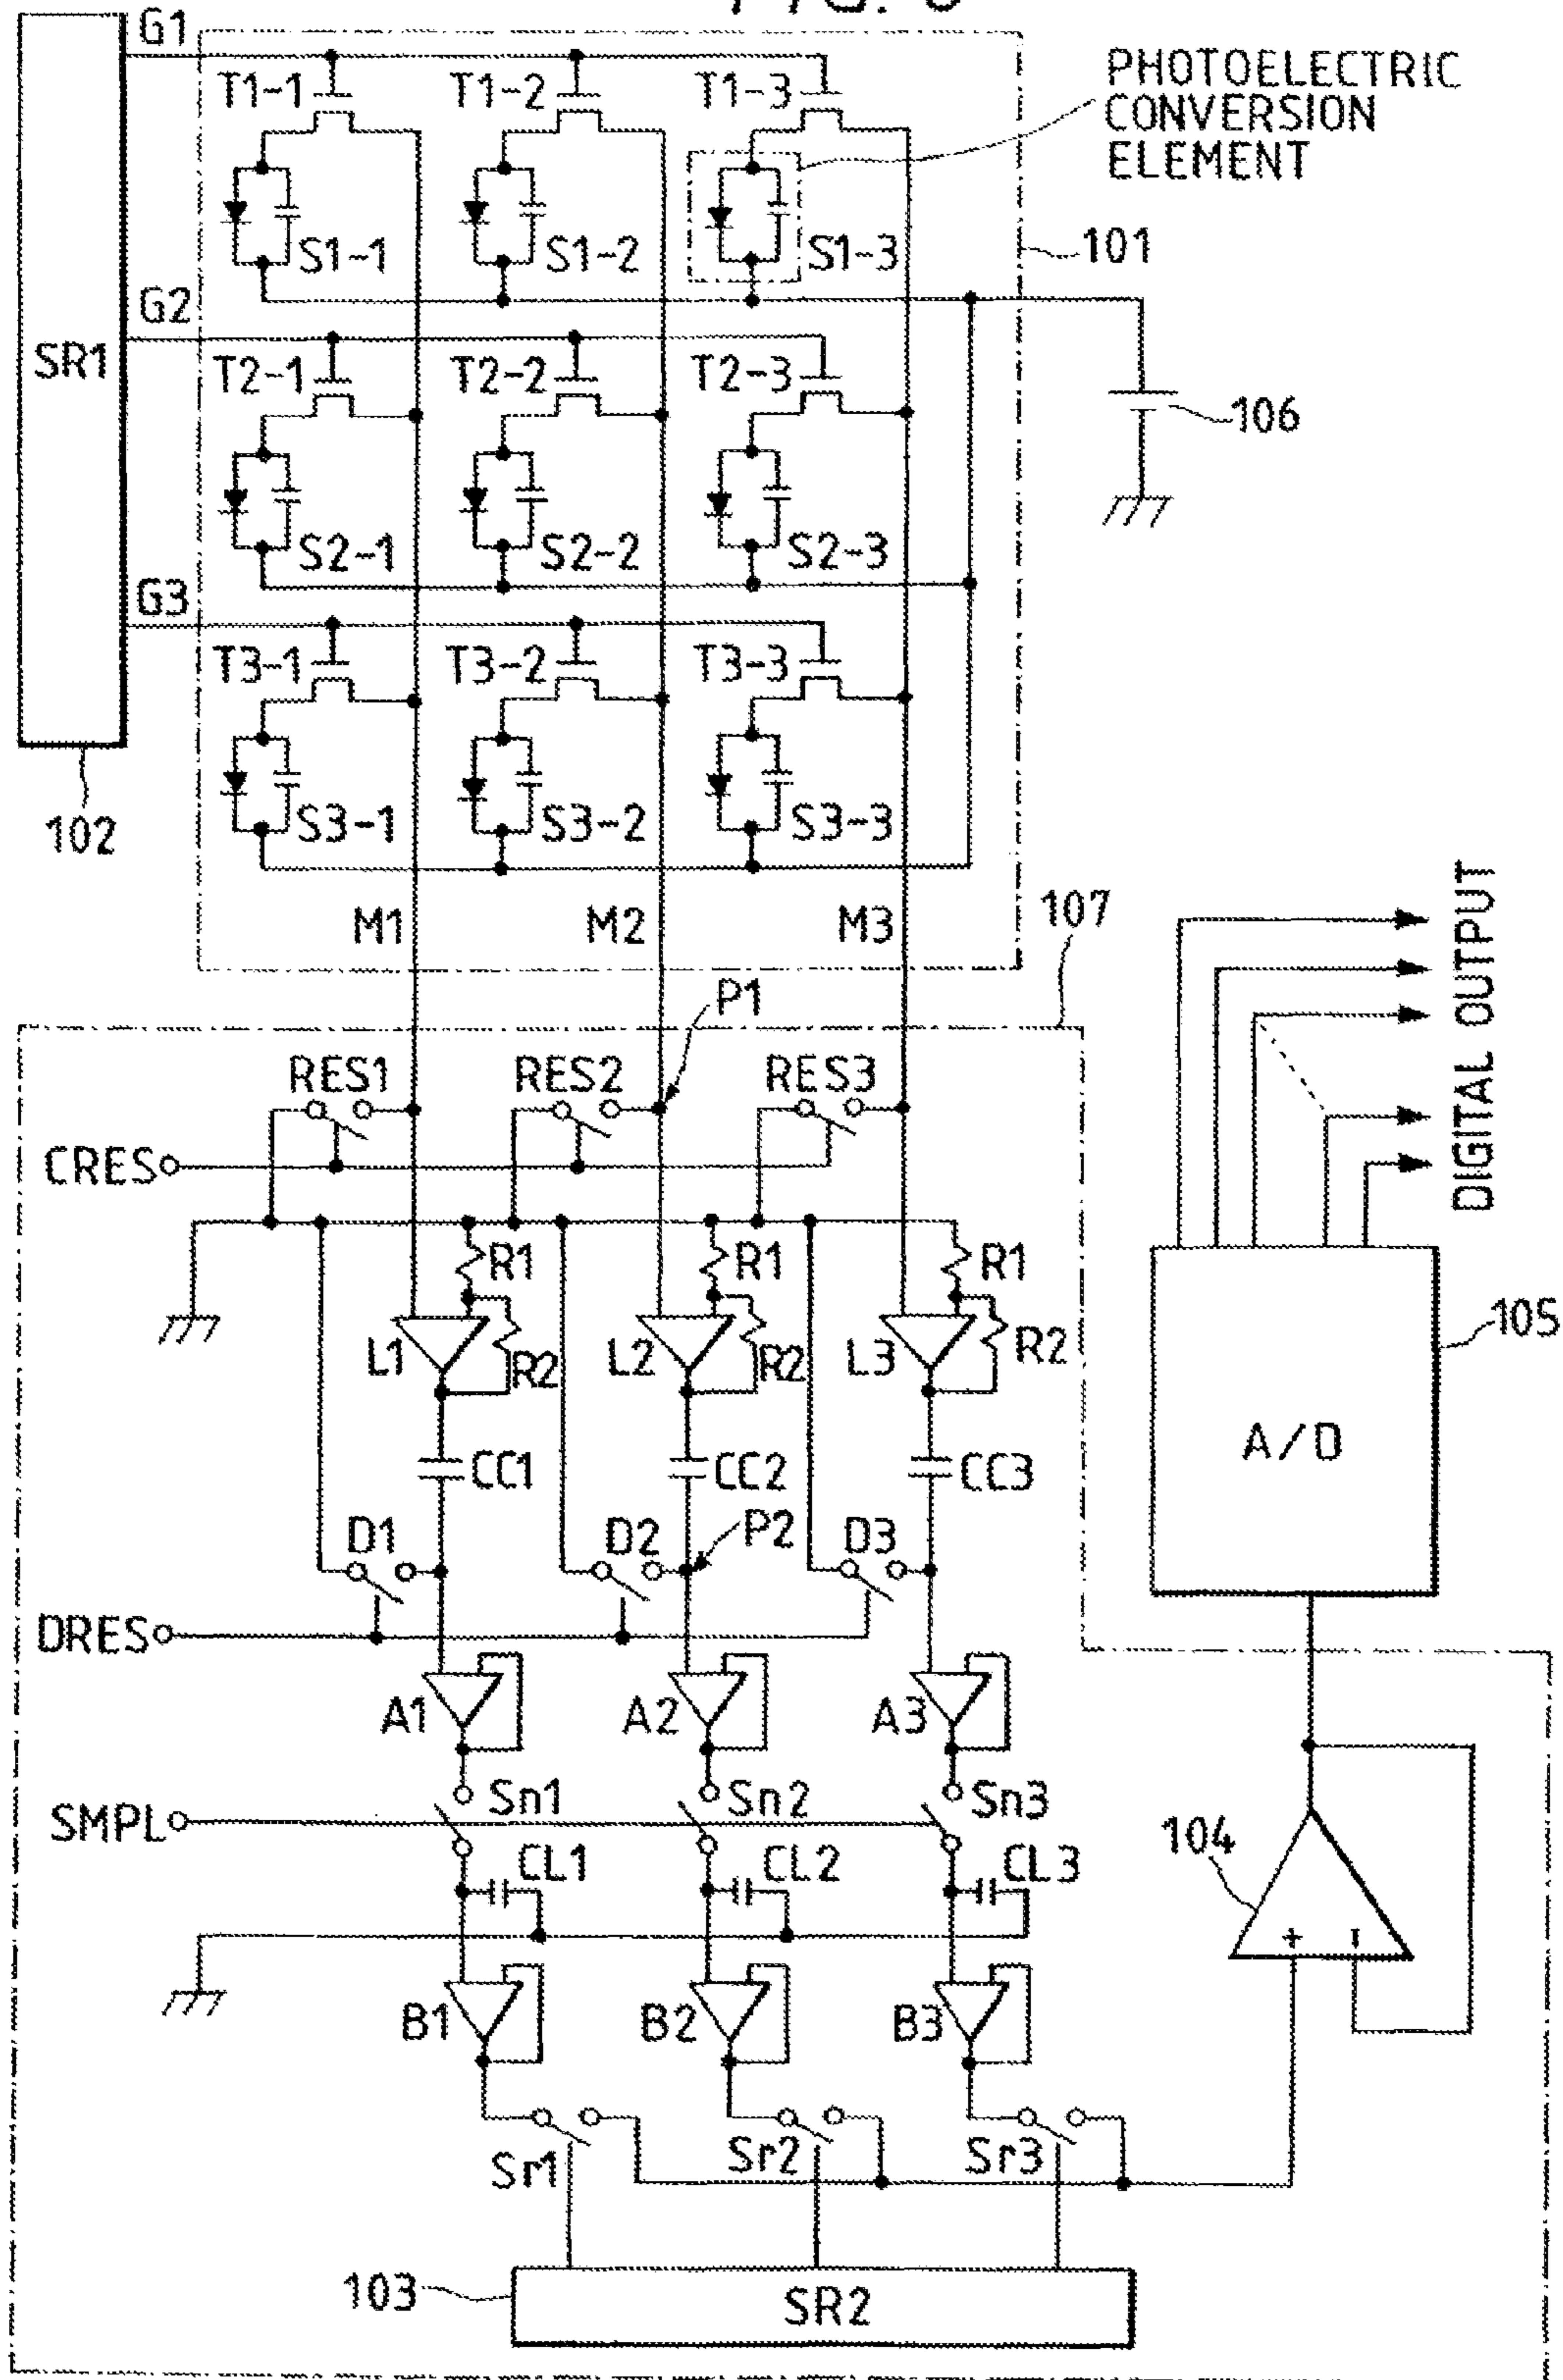 G1
T1-1 T1-2 T1-3
PHOTOELECTRIC
CONVERSION
ELEMENT
S1-1 S1-2 S1-3
101
G2
SR1
T2-1 T2-2 T2-3
106
S2-1 S2-2 S2-3
G3
T3-1 T3-2 T3-3
S3-1 S3-2 S3-3
102
M1 M2 M3
107
DIGITAL OUTPUT
P1
RES1 RES2 RES3
CRES
R1 R1 R1
L1 R2 L2 R2 L3 R2
105
A/D
CC1 CC2 CC3
D1 D2 P2 D3
DRES
A1 A2 A3
Sn1 Sn2 Sn3
SMPL
104
CL1 CL2 CL3
+ -
B1 B2 B3
Sr1 Sr2 Sr3
103
SR2